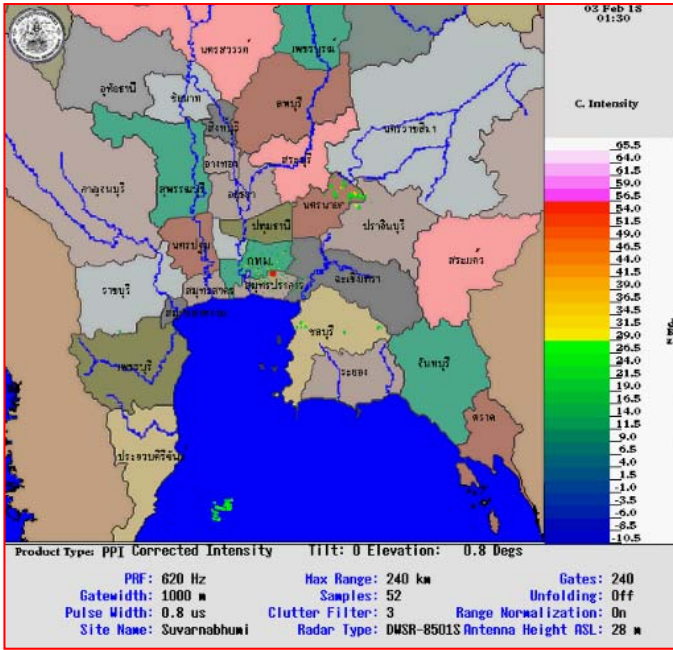 03 Feb 18
01:30
C. Intensity
65.5
64.0
61.5
59.0
56.5
54.0
51.5
49.0
46.5
44.0
41.5
39.0
36.5
34.0
31.5
29.0
26.5
24.0
21.5
19.0
16.5
14.0
11.5
9.0
6.5
4.0
1.5
-1.0
-3.5
-6.0
-8.5
-10.5
นครสวรรค์
เพชรบูรณ์
อุทัยธานี
ชัยนาท
ลพบุรี
สิงห์บุรี
นครราชสีมา
อ่างทอง
สระบุรี
กาญจนบุรี
สุพรรณบุรี
อยุธยา
นครนายก
ปทุมธานี
ปราจีนบุรี
นครปฐม
กทม.
สระแก้ว
ราชบุรี
สมุทรสาคร
สมุทรปราการ
ฉะเชิงเทรา
สมุทรสงคราม
ชลบุรี
เพชรบุรี
ระยอง
จันทบุรี
ตราด
ประจวบคีรีขันธ์
Product Type: PPI Corrected Intensity Tilt: 0 Elevation: 0.8 Degs
PRF: 620 Hz Max Range: 240 km Gates: 240
Gatewidth: 1000 m Samples: 52 Unfolding: Off
Pulse Width: 0.8 us Clutter Filter: 3 Range Normalization: On
Site Name: Suvarnabhumi Radar Type: DWSR-8501S Antenna Height ASL: 28 m